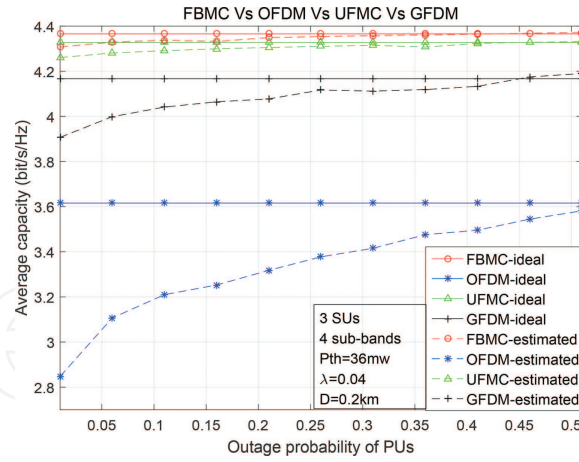 FBMC Vs OFDM Vs UFMC Vs GFDM
Average capacity (bit/s/Hz)
4.4
4.2
4
3.8
3.6
3.4
3.2
3
2.8
3 SUs
4 sub-bands
Pth=36mw
λ=0.04
D=0.2km
FBMC-ideal
OFDM-ideal
UFMC-ideal
GFDM-ideal
FBMC-estimated
OFDM-estimated
UFMC-estimated
GFDM-estimated
0.05 0.1 0.15 0.2 0.25 0.3 0.35 0.4 0.45 0.5
Outage probability of PUs